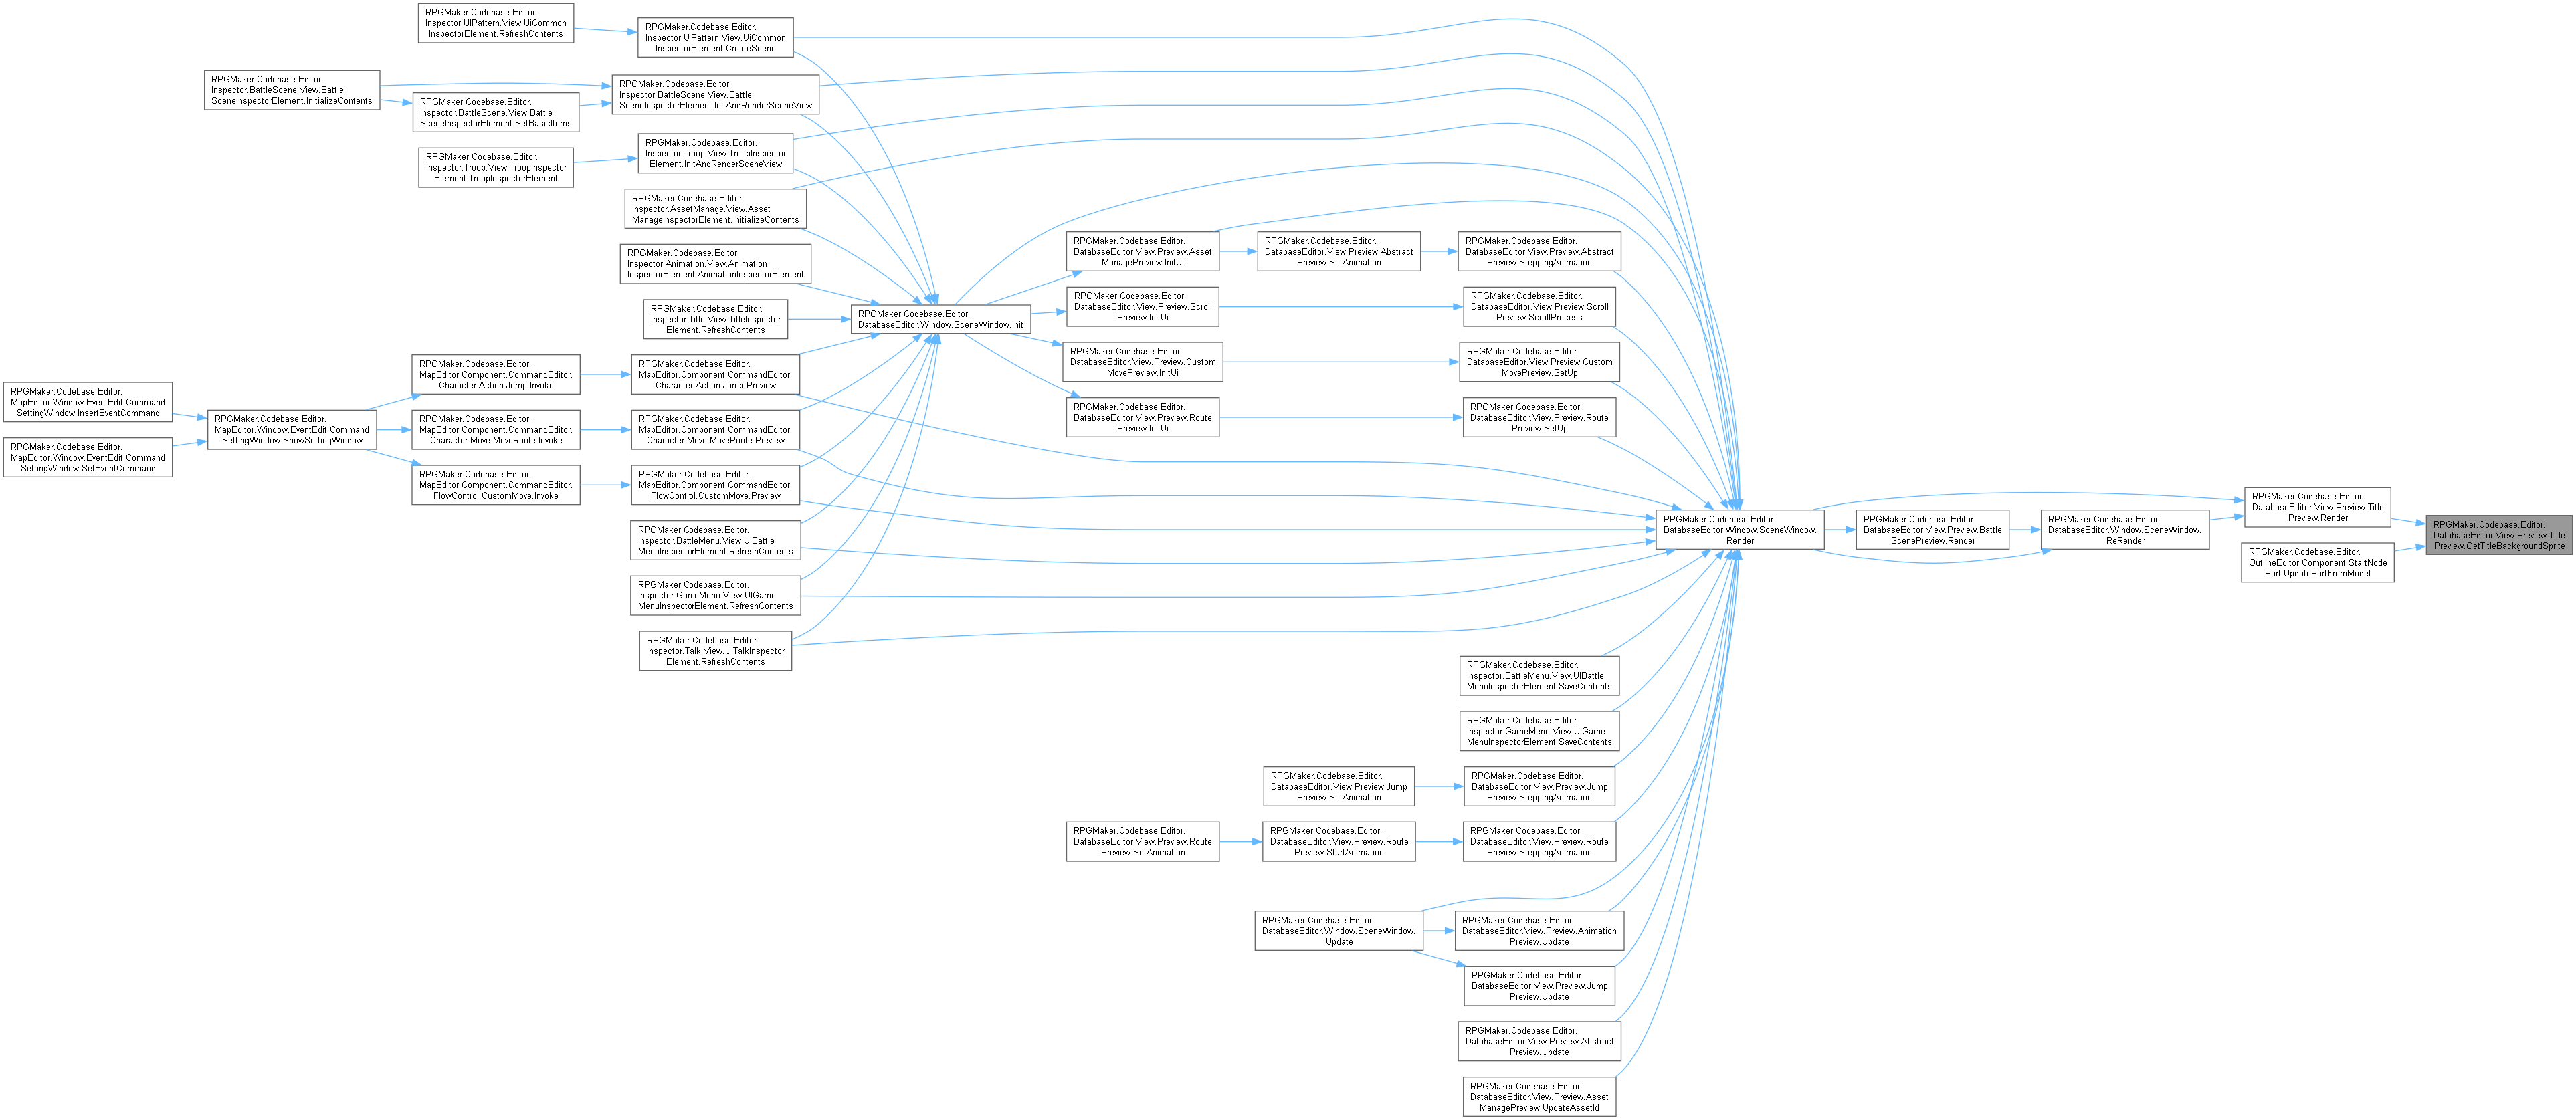 RPGMaker.Codebase.Editor.
Inspector.UIPattern.View.UiCommon
InspectorElement.RefreshContents
RPGMaker.Codebase.Editor.
Inspector.BattleScene.View.Battle
SceneInspectorElement.InitializeContents
RPGMaker.Codebase.Editor.
Inspector.BattleScene.View.Battle
SceneInspectorElement.SetBasicItems
RPGMaker.Codebase.Editor.
Inspector.Troop.View.TroopInspector
Element.TroopInspectorElement
RPGMaker.Codebase.Editor.
MapEditor.Window.EventEdit.Command
SettingWindow.InsertEventCommand
RPGMaker.Codebase.Editor.
MapEditor.Window.EventEdit.Command
SettingWindow.SetEventCommand
RPGMaker.Codebase.Editor.
MapEditor.Window.EventEdit.Command
SettingWindow.ShowSettingWindow
RPGMaker.Codebase.Editor.
MapEditor.Component.CommandEditor.
Character.Action.Jump.Invoke
RPGMaker.Codebase.Editor.
MapEditor.Component.CommandEditor.
Character.Move.MoveRoute.Invoke
RPGMaker.Codebase.Editor.
MapEditor.Component.CommandEditor.
FlowControl.CustomMove.Invoke
RPGMaker.Codebase.Editor.
Inspector.UIPattern.View.UiCommon
InspectorElement.CreateScene
RPGMaker.Codebase.Editor.
Inspector.BattleScene.View.Battle
SceneInspectorElement.InitAndRenderSceneView
RPGMaker.Codebase.Editor.
Inspector.Troop.View.TroopInspector
Element.InitAndRenderSceneView
RPGMaker.Codebase.Editor.
Inspector.AssetManage.View.Asset
ManageInspectorElement.InitializeContents
RPGMaker.Codebase.Editor.
Inspector.Animation.View.Animation
InspectorElement.AnimationInspectorElement
RPGMaker.Codebase.Editor.
Inspector.Title.View.TitleInspector
Element.RefreshContents
RPGMaker.Codebase.Editor.
MapEditor.Component.CommandEditor.
Character.Action.Jump.Preview
RPGMaker.Codebase.Editor.
MapEditor.Component.CommandEditor.
Character.Move.MoveRoute.Preview
RPGMaker.Codebase.Editor.
MapEditor.Component.CommandEditor.
FlowControl.CustomMove.Preview
RPGMaker.Codebase.Editor.
Inspector.BattleMenu.View.UIBattle
MenuInspectorElement.RefreshContents
RPGMaker.Codebase.Editor.
Inspector.GameMenu.View.UIGame
MenuInspectorElement.RefreshContents
RPGMaker.Codebase.Editor.
Inspector.Talk.View.UiTalkInspector
Element.RefreshContents
RPGMaker.Codebase.Editor.
DatabaseEditor.Window.SceneWindow.Init
RPGMaker.Codebase.Editor.
DatabaseEditor.View.Preview.Asset
ManagePreview.InitUi
RPGMaker.Codebase.Editor.
DatabaseEditor.View.Preview.Scroll
Preview.InitUi
RPGMaker.Codebase.Editor.
DatabaseEditor.View.Preview.Custom
MovePreview.InitUi
RPGMaker.Codebase.Editor.
DatabaseEditor.View.Preview.Route
Preview.InitUi
RPGMaker.Codebase.Editor.
DatabaseEditor.View.Preview.Abstract
Preview.SetAnimation
RPGMaker.Codebase.Editor.
DatabaseEditor.View.Preview.Abstract
Preview.SteppingAnimation
RPGMaker.Codebase.Editor.
DatabaseEditor.View.Preview.Scroll
Preview.ScrollProcess
RPGMaker.Codebase.Editor.
DatabaseEditor.View.Preview.Custom
MovePreview.SetUp
RPGMaker.Codebase.Editor.
DatabaseEditor.View.Preview.Route
Preview.SetUp
RPGMaker.Codebase.Editor.
Inspector.BattleMenu.View.UIBattle
MenuInspectorElement.SaveContents
RPGMaker.Codebase.Editor.
Inspector.GameMenu.View.UIGame
MenuInspectorElement.SaveContents
RPGMaker.Codebase.Editor.
DatabaseEditor.View.Preview.Jump
Preview.SetAnimation
RPGMaker.Codebase.Editor.
DatabaseEditor.View.Preview.Jump
Preview.SteppingAnimation
RPGMaker.Codebase.Editor.
DatabaseEditor.View.Preview.Route
Preview.SetAnimation
RPGMaker.Codebase.Editor.
DatabaseEditor.View.Preview.Route
Preview.StartAnimation
RPGMaker.Codebase.Editor.
DatabaseEditor.View.Preview.Route
Preview.SteppingAnimation
RPGMaker.Codebase.Editor.
DatabaseEditor.Window.SceneWindow.
Update
RPGMaker.Codebase.Editor.
DatabaseEditor.View.Preview.Animation
Preview.Update
RPGMaker.Codebase.Editor.
DatabaseEditor.View.Preview.Jump
Preview.Update
RPGMaker.Codebase.Editor.
DatabaseEditor.View.Preview.Abstract
Preview.Update
RPGMaker.Codebase.Editor.
DatabaseEditor.View.Preview.Asset
ManagePreview.UpdateAssetId
RPGMaker.Codebase.Editor.
DatabaseEditor.Window.SceneWindow.
Render
RPGMaker.Codebase.Editor.
DatabaseEditor.View.Preview.Battle
ScenePreview.Render
RPGMaker.Codebase.Editor.
DatabaseEditor.Window.SceneWindow.
ReRender
RPGMaker.Codebase.Editor.
DatabaseEditor.View.Preview.Title
Preview.Render
RPGMaker.Codebase.Editor.
OutlineEditor.Component.StartNode
Part.UpdatePartFromModel
RPGMaker.Codebase.Editor.
DatabaseEditor.View.Preview.Title
Preview.GetTitleBackgroundSprite